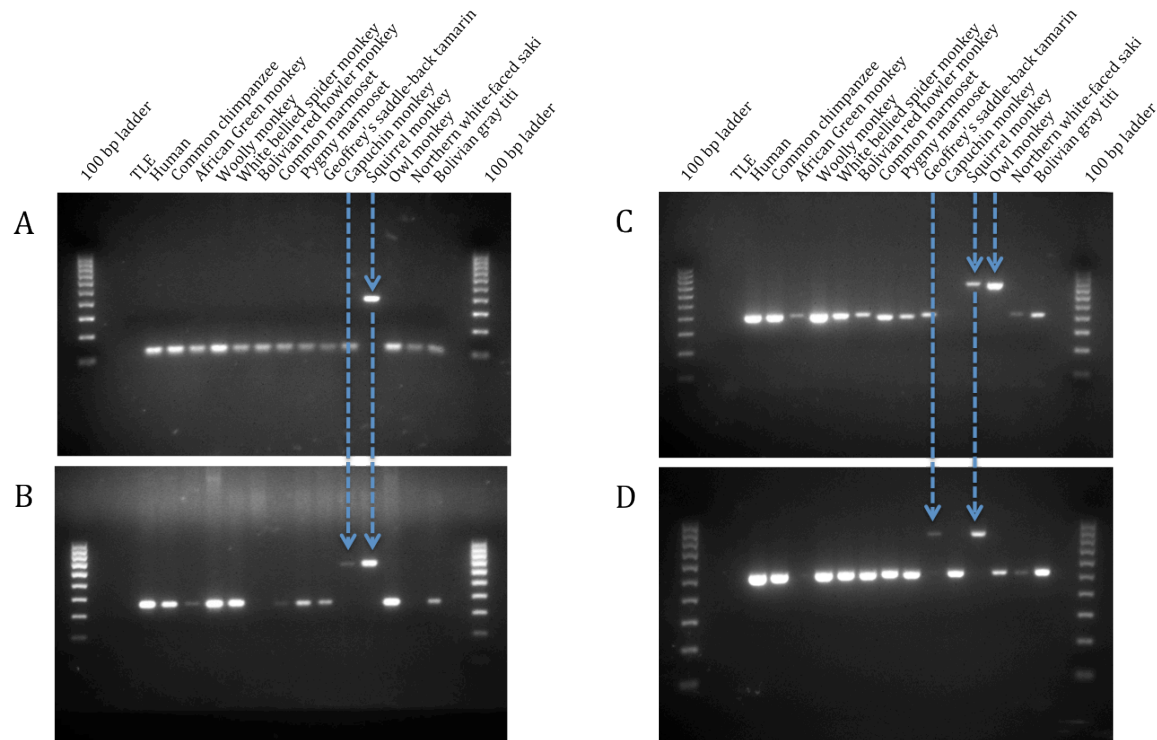 100 bp ladder
TLE
Human
Common chimpanzee
African Green monkey
Woolly monkey
White bellied spider monkey
Bolivian red howler monkey
Common marmoset
Pygmy marmoset
Geoffrey's saddle-back tamarin
Capuchin monkey
Squirrel monkey
Owl monkey
Northern white-faced saki
Bolivian gray titi
100 bp ladder
100 bp ladder
TLE
Human
Common chimpanzee
African Green monkey
Woolly monkey
White bellied spider monkey
Bolivian red howler monkey
Common marmoset
Pygmy marmoset
Geoffrey's saddle-back tamarin
Capuchin monkey
Squirrel monkey
Owl monkey
Northern white-faced saki
Bolivian gray titi
100 bp ladder
A
C
B
D